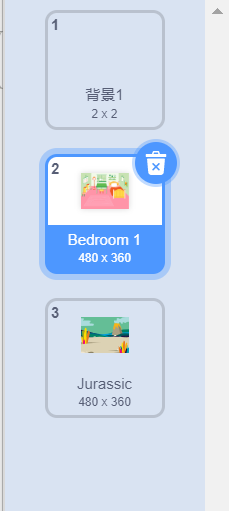 1
背景1
2 x 2
2
Bedroom 1
480 x 360
3
Jurassic
480 x 360